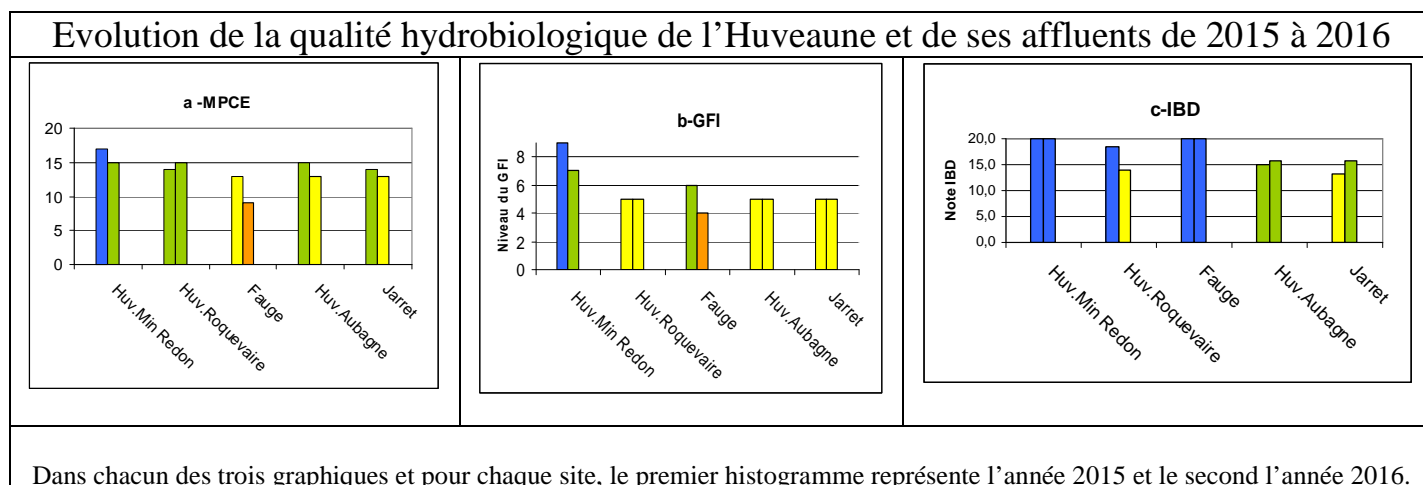 Evolution de la qualité hydrobiologique de l’Huveaune et de ses affluents de 2015 à 2016
a -MPCE
20
15
10
5
0
Huv.Min Redon
Huv.Roquevaire
Fauge
Huv.Aubagne
Jarret
b-GFI
Niveau du GFI
8
6
4
2
0
Huv.Min Redon
Huv.Roquevaire
Fauge
Huv.Aubagne
Jarret
c-IBD
Note IBD
20,0
15,0
10,0
5,0
0,0
Huv.Min Redon
Huv.Roquevaire
Fauge
Huv.Aubagne
Jarret
Dans chacun des trois graphiques et pour chaque site, le premier histogramme représente l’année 2015 et le second l’année 2016.